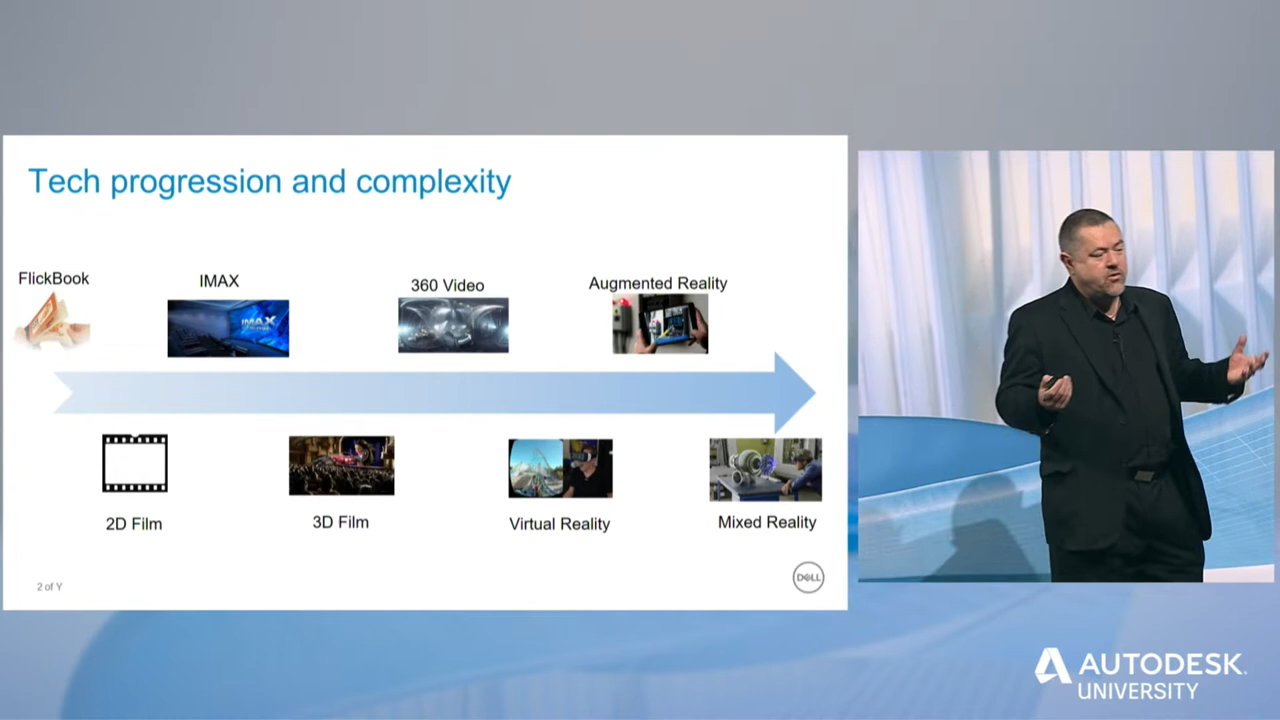 Tech progression and complexity
FlickBook
IMAX
360 Video
Augmented Reality
IMAX
2D Film
3D Film
Virtual Reality
Mixed Reality
2 of Y
DELL
AUTODESK
UNIVERSITY